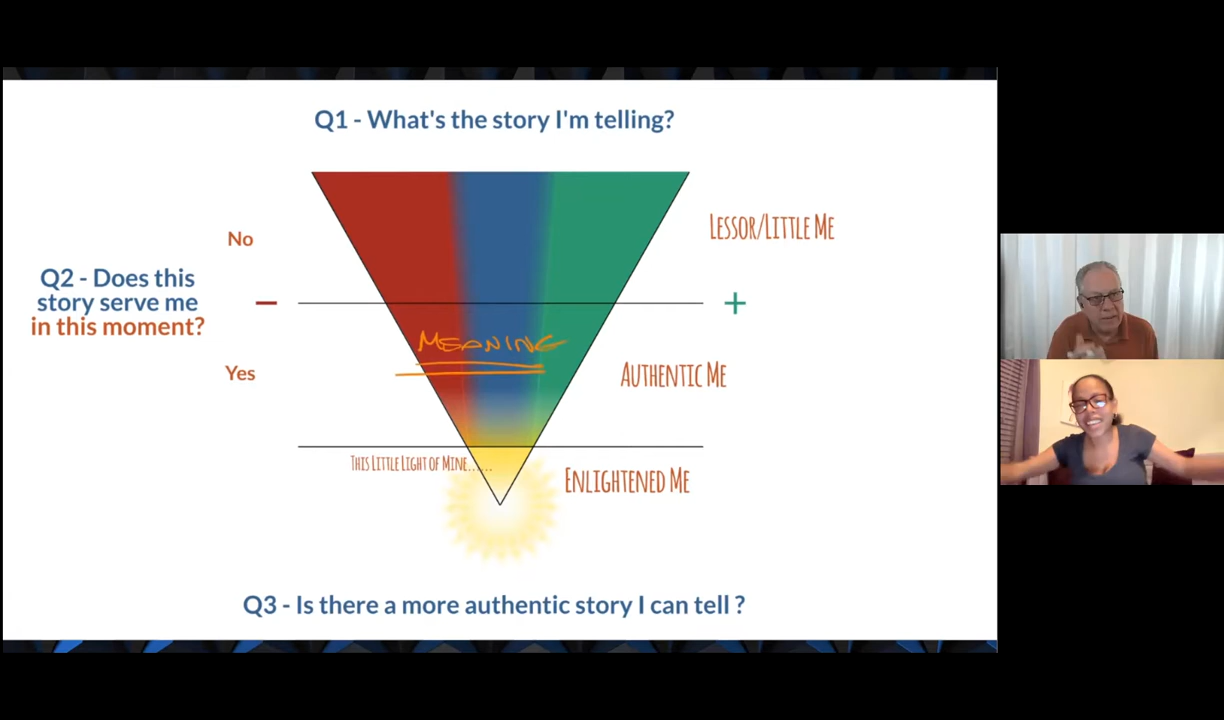 Q1 - What's the story I'm telling?
No
LESSOR/LITTLE ME
Q2 - Does this
story serve me
in this moment?
–
+
MEANING
Yes
AUTHENTIC ME
THIS LITTLE LIGHT OF MINE......
ENLIGHTENED ME
Q3 - Is there a more authentic story I can tell ?